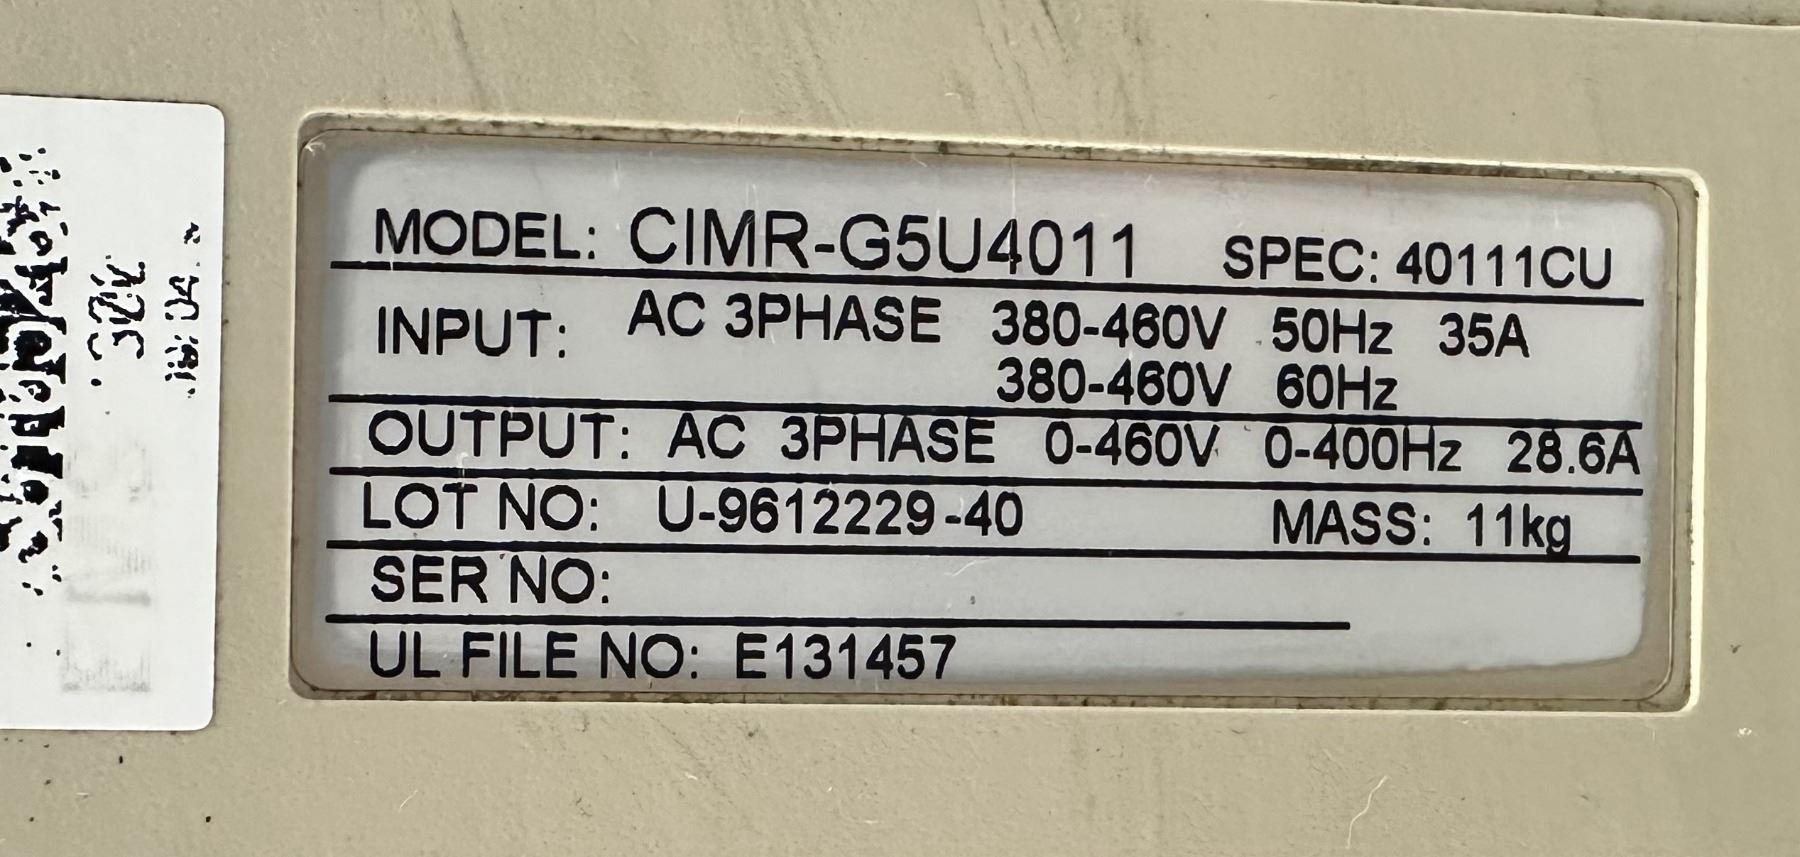 MODEL: CIMR-G5U4011 SPEC: 40111CU
INPUT: AC 3PHASE 380-460V 50Hz 35A
380-460V 60Hz
OUTPUT: AC 3PHASE 0-460V 0-400Hz 28.6A
LOT NO: U-9612229-40 MASS: 11kg
SER NO:
UL FILE NO: E131457